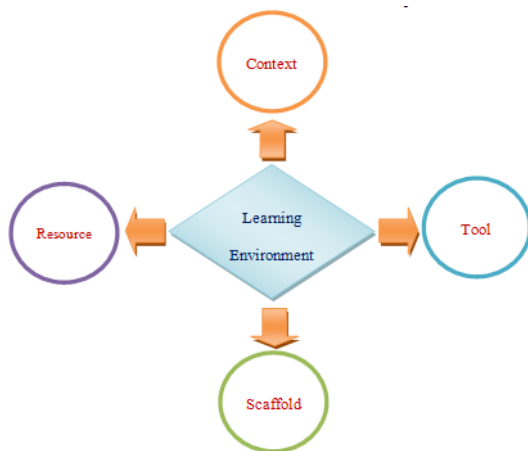 Context
Resource
Learning
Environment
Tool
Scaffold